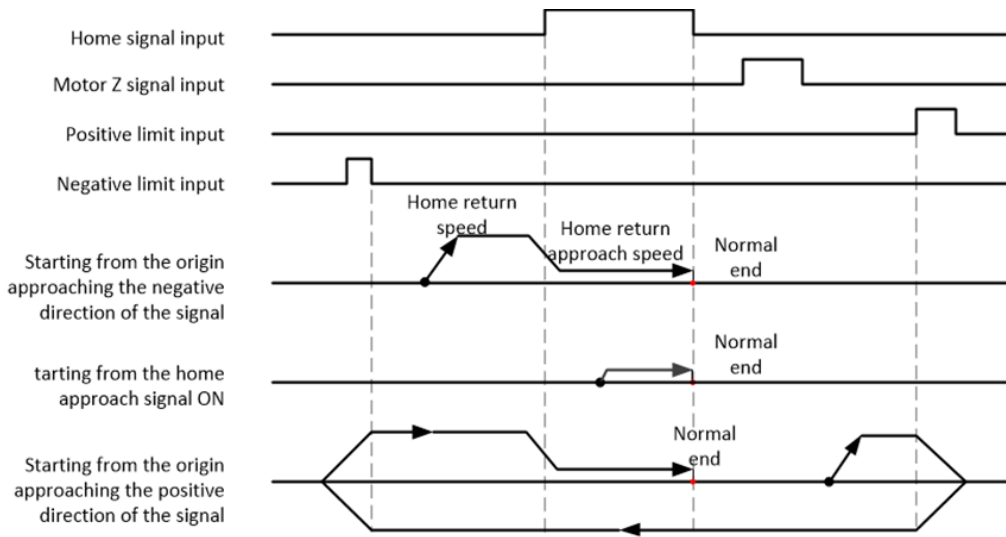 Home signal input
Motor Z signal input
Positive limit input
Negative limit input
Home return
speed
Home return
approach speed
Normal
end
Starting from the origin
approaching the negative
direction of the signal
Normal
end
tarting from the home
approach signal ON
Normal
end
Starting from the origin
approaching the positive
direction of the signal